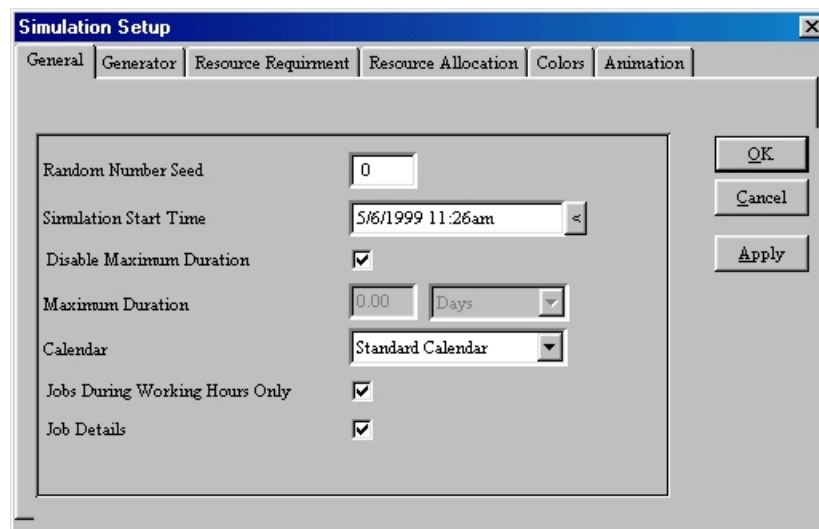 Simulation Setup
General Generator Resource Requirment Resource Allocation Colors Animation
Random Number Seed 0
Simulation Start Time 5/6/1999 11:26am <
Disable Maximum Duration
Maximum Duration 0.00 Days
Calendar Standard Calendar
Jobs During Working Hours Only
Job Details
OK
Cancel
Apply